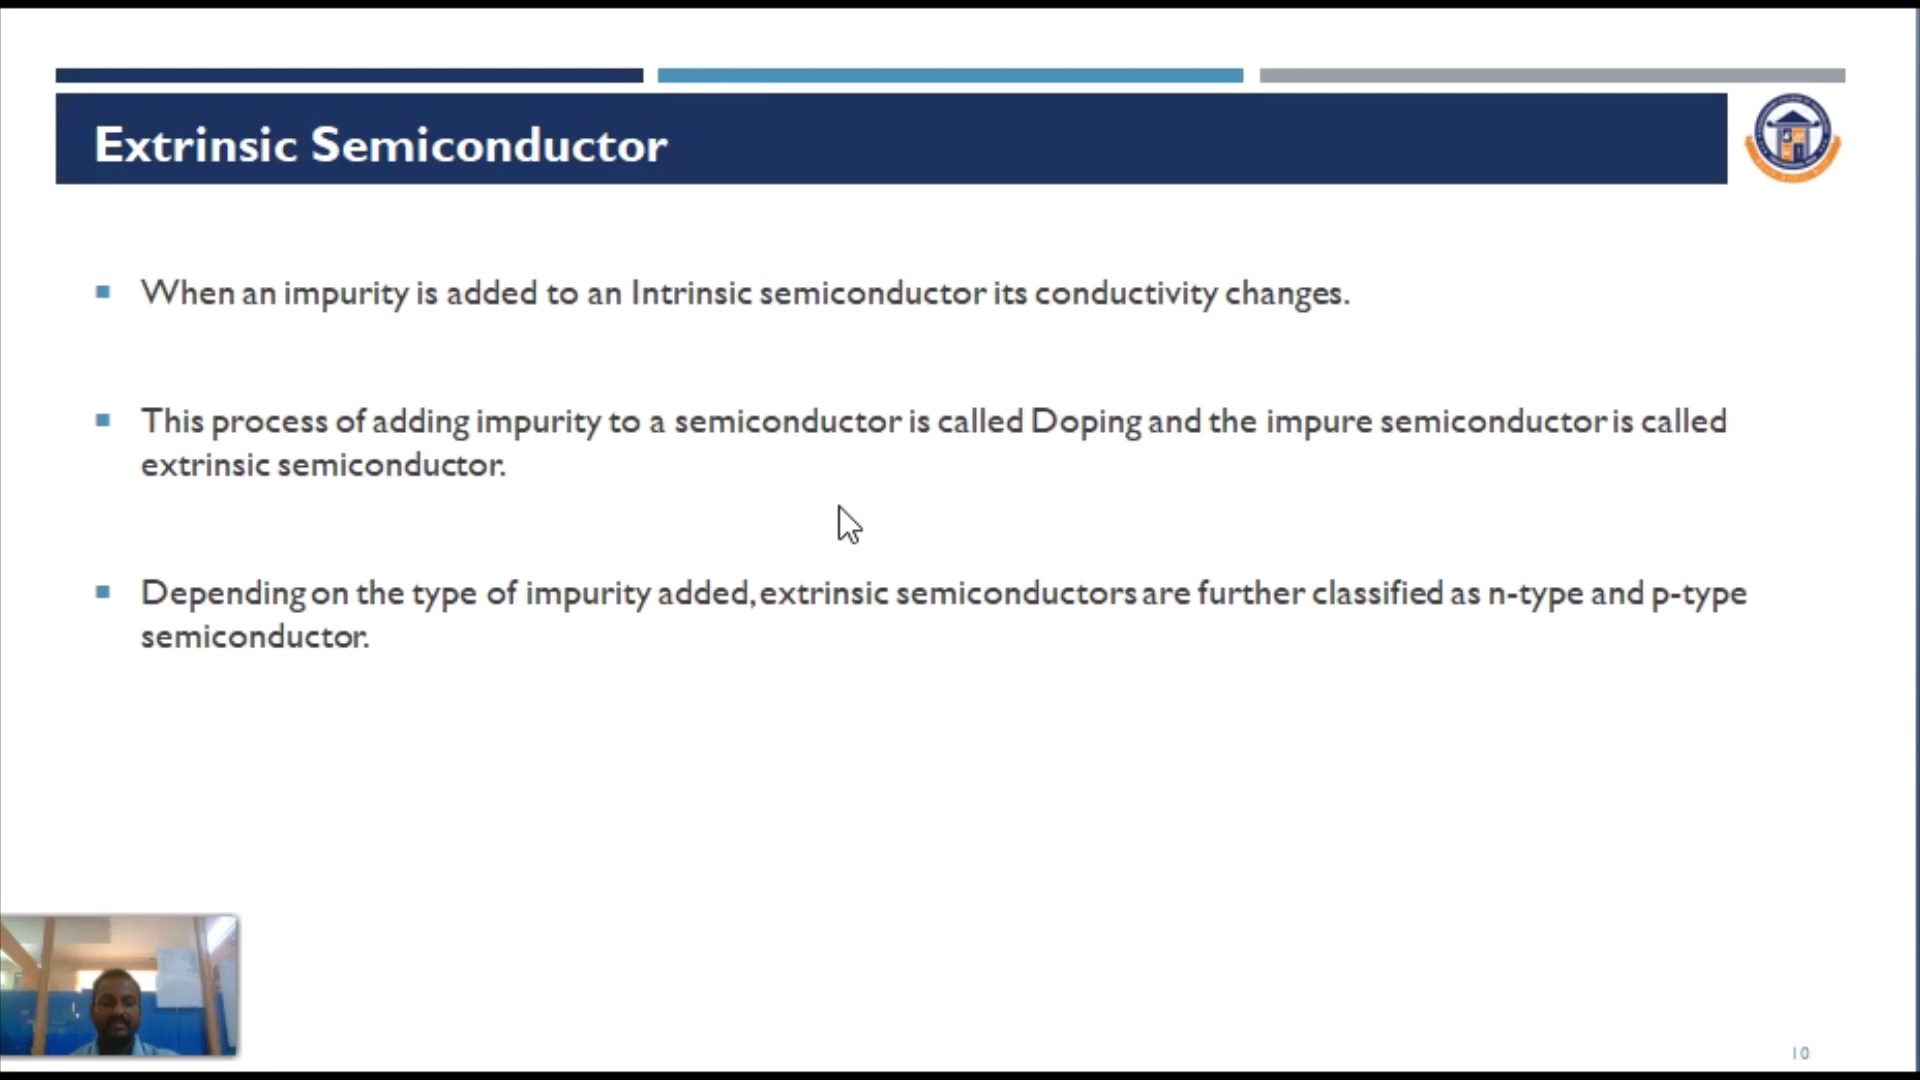 Extrinsic Semiconductor
When an impurity is added to an Intrinsic semiconductor its conductivity changes.
This process of adding impurity to a semiconductor is called Doping and the impure semiconductor is called
extrinsic semiconductor.
Depending on the type of impurity added, extrinsic semiconductors are further classified as n-type and p-type
semiconductor.
10